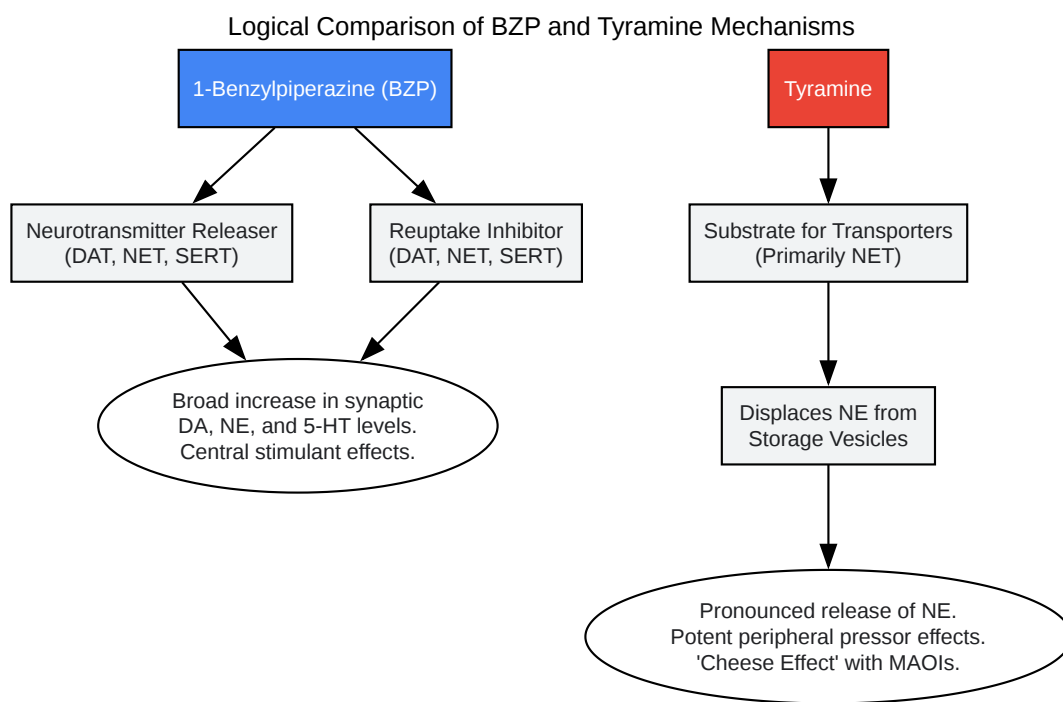 Logical Comparison of BZP and Tyramine Mechanisms
1-Benzylpiperazine (BZP)
Tyramine
Neurotransmitter Releaser
(DAT, NET, SERT)
Reuptake Inhibitor
(DAT, NET, SERT)
Substrate for Transporters
(Primarily NET)
Broad increase in synaptic
DA, NE, and 5-HT levels.
Central stimulant effects.
Displaces NE from
Storage Vesicles
Pronounced release of NE.
Potent peripheral pressor effects.
'Cheese Effect' with MAOIs.